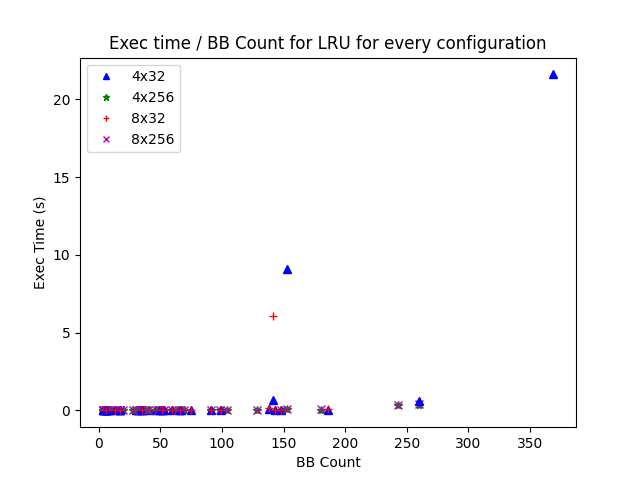 Exec time / BB Count for LRU for every configuration
4x32
4x256
8x32
8x256
20
15
10
5
0
Exec Time (s)
0 50 100 150 200 250 300 350
BB Count